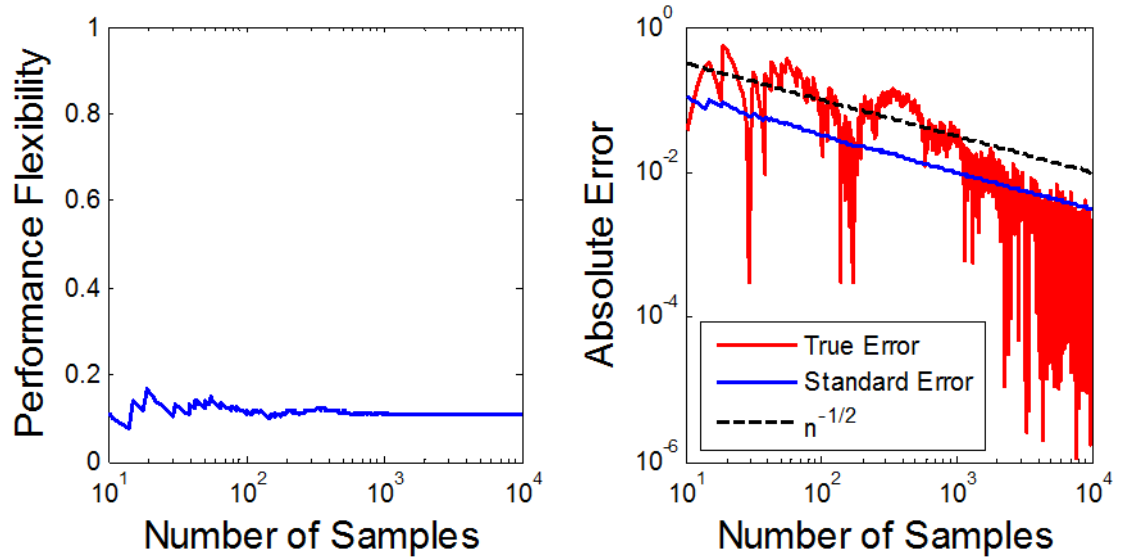 Performance Flexibility
1
0.8
0.6
0.4
0.2
0
10^1
10^2
10^3
10^4
Number of Samples
Absolute Error
10^0
10^-2
10^-4
10^-6
True Error
Standard Error
n^-1/2
10^1
10^2
10^3
10^4
Number of Samples